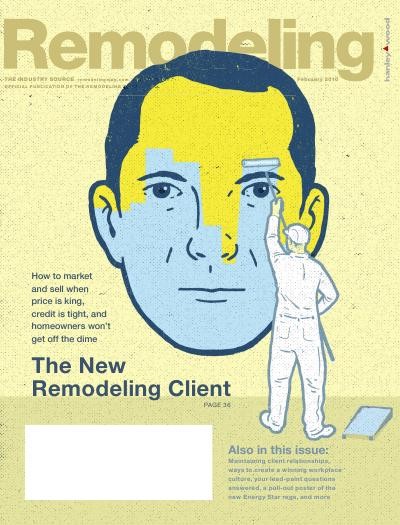 Remodeling
hanley▲wood
THE INDUSTRY SOURCE remodelingmag.com
February 2010
OFFICIAL PUBLICATION OF THE REMODELING
How to market
and sell when
price is king,
credit is tight, and
homeowners won't
get off the dime
The New
Remodeling Client
PAGE 36
Also in this issue:
Maintaining client relationships,
ways to create a winning workplace
culture, your lead-paint questions
answered, a pull-out poster of the
new Energy Star regs, and more